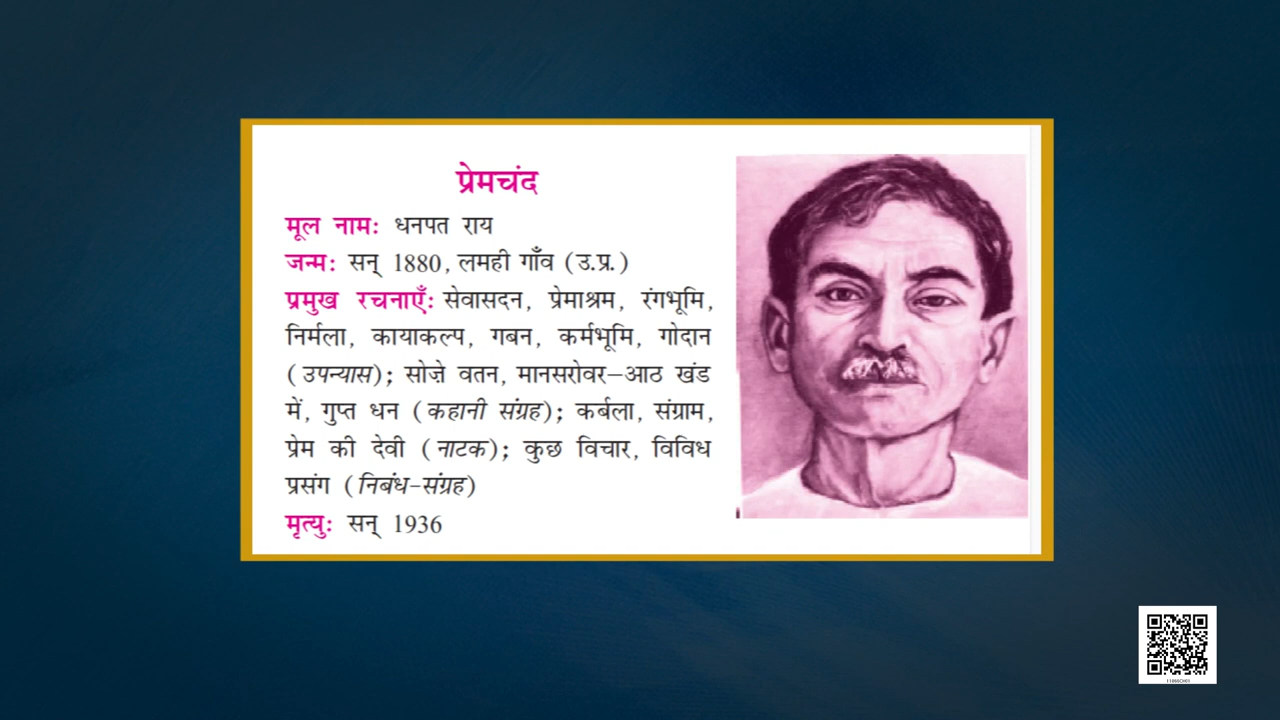 प्रेमचंद
मूल नामः धनपत राय
जन्मः सन् 1880, लमही गाँव (उ.प्र.)
प्रमुख रचनाएँः सेवासदन, प्रेमाश्रम, रंगभूमि,
निर्मला, कायाकल्प, गबन, कर्मभूमि, गोदान
(उपन्यास); सोज़े वतन, मानसरोवर–आठ खंड
में, गुप्त धन (कहानी संग्रह); कर्बला, संग्राम,
प्रेम की देवी (नाटक); कुछ विचार, विविध
प्रसंग (निबंध-संग्रह)
मृत्युः सन् 1936